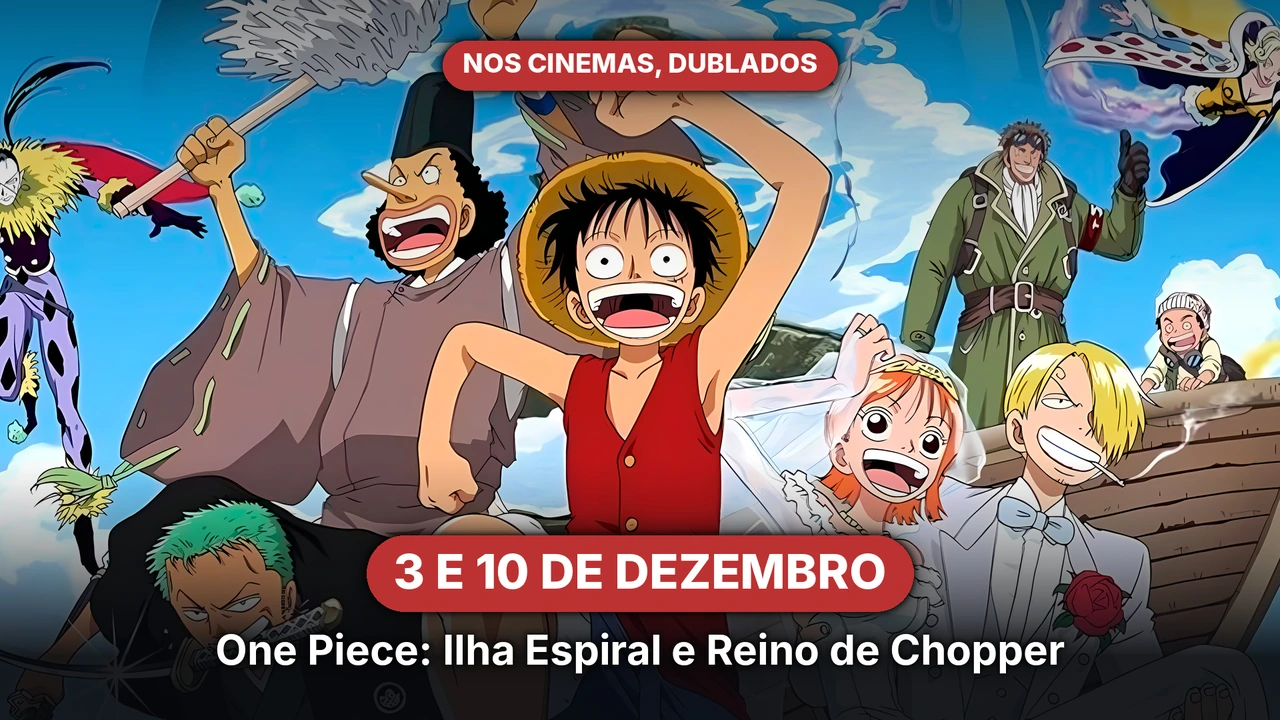 NOS CINEMAS, DUBLADOS
3 E 10 DE DEZEMBRO
One Piece: Ilha Espiral e Reino de Chopper